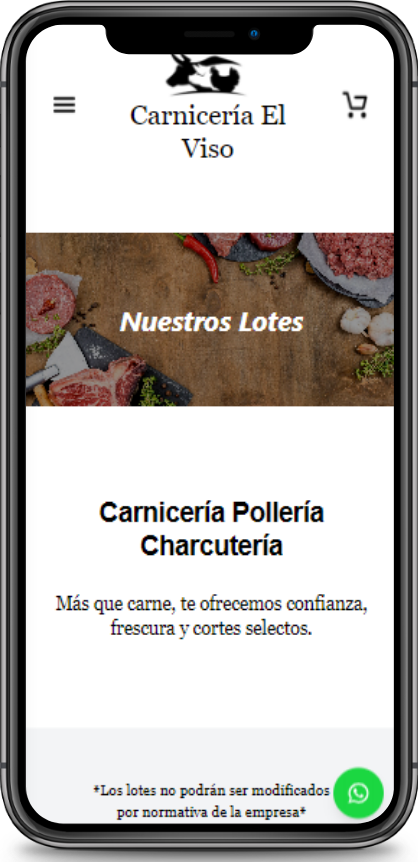 Carnicería El
Viso
Nuestros Lotes
Carnicería Pollería
Charcutería
Más que carne, te ofrecemos confianza,
frescura y cortes selectos.
*Los lotes no podrán ser modificados
por normativa de la empresa*